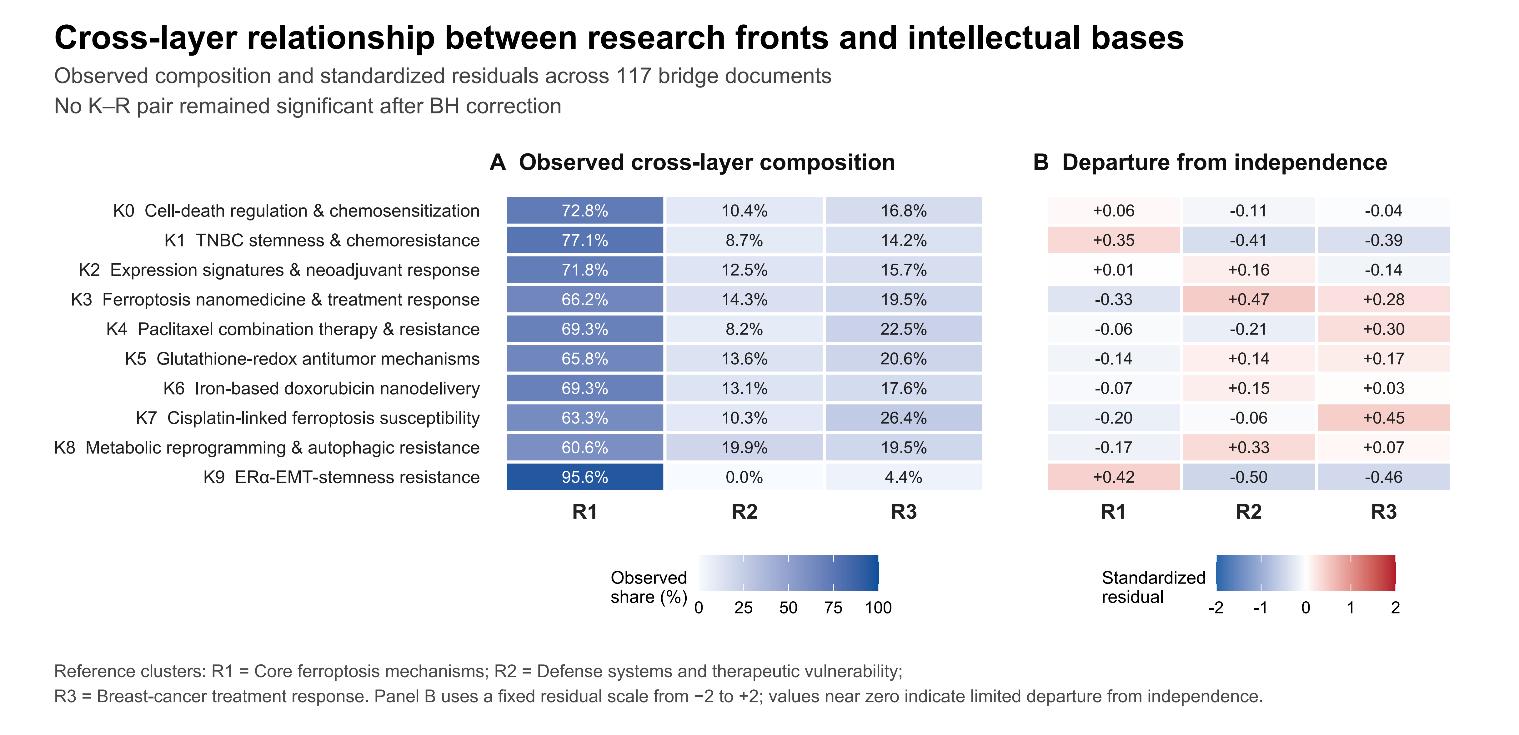 Cross-layer relationship between research fronts and intellectual bases
Observed composition and standardized residuals across 117 bridge documents
No K–R pair remained significant after BH correction
A Observed cross-layer composition
B Departure from independence
K0 Cell-death regulation & chemosensitization 72.8% 10.4% 16.8% +0.06 -0.11 -0.04
K1 TNBC stemness & chemoresistance 77.1% 8.7% 14.2% +0.35 -0.41 -0.39
K2 Expression signatures & neoadjuvant response 71.8% 12.5% 15.7% +0.01 +0.16 -0.14
K3 Ferroptosis nanomedicine & treatment response 66.2% 14.3% 19.5% -0.33 +0.47 +0.28
K4 Paclitaxel combination therapy & resistance 69.3% 8.2% 22.5% -0.06 -0.21 +0.30
K5 Glutathione-redox antitumor mechanisms 65.8% 13.6% 20.6% -0.14 +0.14 +0.17
K6 Iron-based doxorubicin nanodelivery 69.3% 13.1% 17.6% -0.07 +0.15 +0.03
K7 Cisplatin-linked ferroptosis susceptibility 63.3% 10.3% 26.4% -0.20 -0.06 +0.45
K8 Metabolic reprogramming & autophagic resistance 60.6% 19.9% 19.5% -0.17 +0.33 +0.07
K9 ERα-EMT-stemness resistance 95.6% 0.0% 4.4% +0.42 -0.50 -0.46
R1 R2 R3 R1 R2 R3
Observed
share (%) 0 25 50 75 100
Standardized
residual -2 -1 0 1 2
Reference clusters: R1 = Core ferroptosis mechanisms; R2 = Defense systems and therapeutic vulnerability;
R3 = Breast-cancer treatment response. Panel B uses a fixed residual scale from −2 to +2; values near zero indicate limited departure from independence.